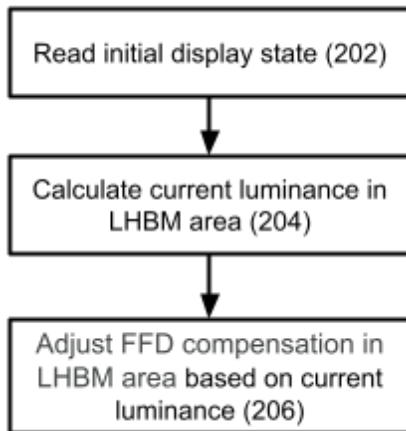 Read initial display state (202)
Calculate current luminance in
LHBM area (204)
Adjust FFD compensation in
LHBM area based on current
luminance (206)